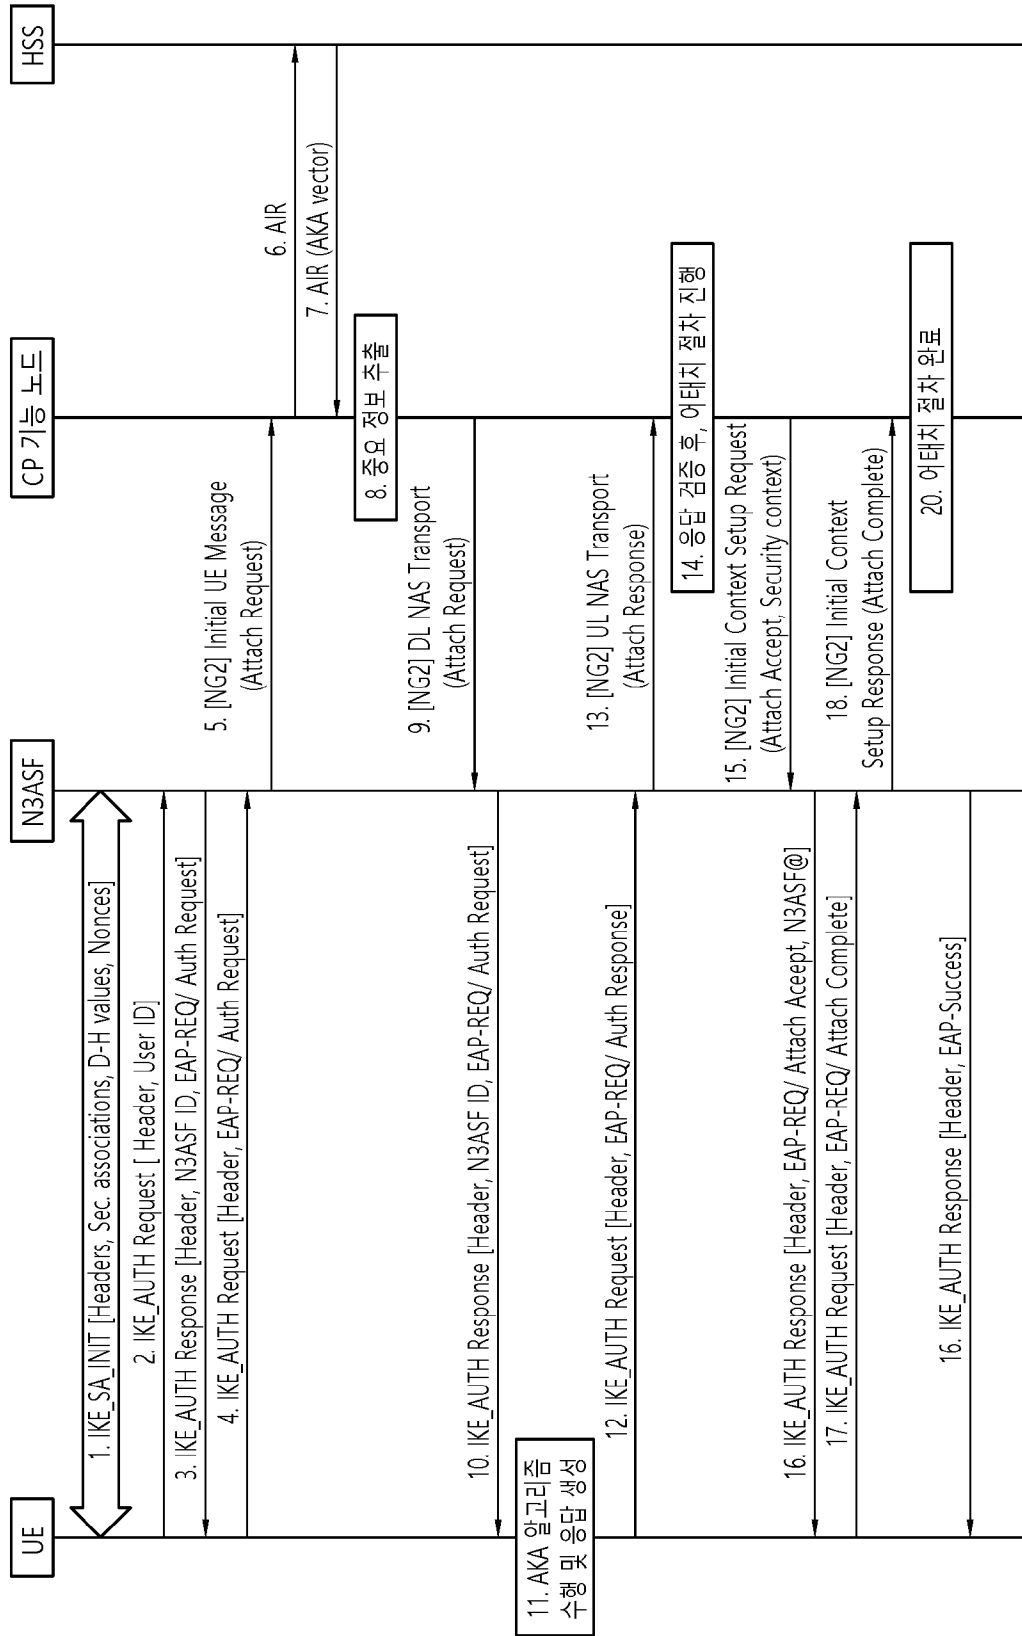 UE
N3ASF
CP 기능 노드
HSS
1. IKE_SA_INIT [Headers, Sec. associations, D-H values, Nonces]
2. IKE_AUTH Request [ Header, User ID]
3. IKE_AUTH Response [Header, N3ASF ID, EAP-REQ/ Auth Request]
4. IKE_AUTH Request [Header, EAP-REQ/ Auth Request]
5. [NG2] Initial UE Message
(Attach Request)
6. AIR
7. AIR (AKA vector)
8. 중요 정보 추출
9. [NG2] DL NAS Transport
(Attach Request)
10. IKE_AUTH Response [Header, N3ASF ID, EAP-REQ/ Auth Request]
11. AKA 알고리즘
수행 및 응답 생성
12. IKE_AUTH Request [Header, EAP-REQ/ Auth Response]
13. [NG2] UL NAS Transport
(Attach Response)
14. 응답 검증 후, 어태치 절차 진행
15. [NG2] Initial Context Setup Request
(Attach Accept, Security context)
16. IKE_AUTH Response [Header, EAP-REQ/ Attach Aceept, N3ASF@]
17. IKE_AUTH Request [Header, EAP-REQ/ Attach Complete]
18. [NG2] Initial Context
Setup Response (Attach Complete)
16. IKE_AUTH Response [Header, EAP-Success]
20. 어태치 절차 완료